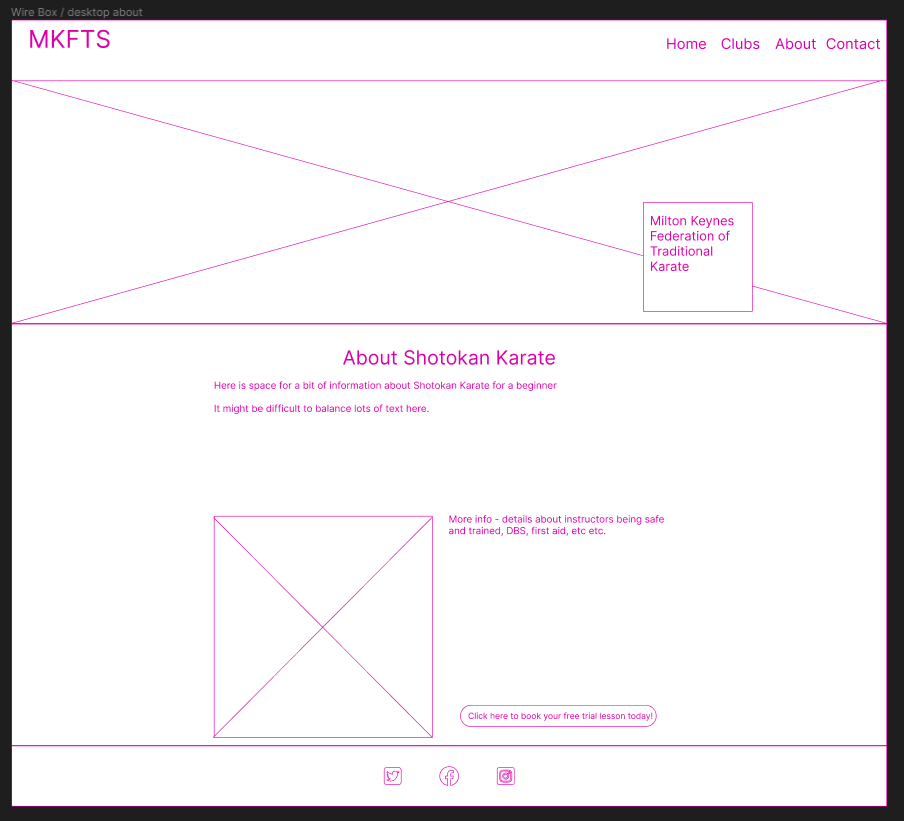 Wire Box / desktop about
MKFTS
Home Clubs About Contact
Milton Keynes
Federation of
Traditional
Karate
About Shotokan Karate
Here is space for a bit of information about Shotokan Karate for a beginner
It might be difficult to balance lots of text here.
More info - details about instructors being safe
and trained, DBS, first aid, etc etc.
Click here to book your free trial lesson today!